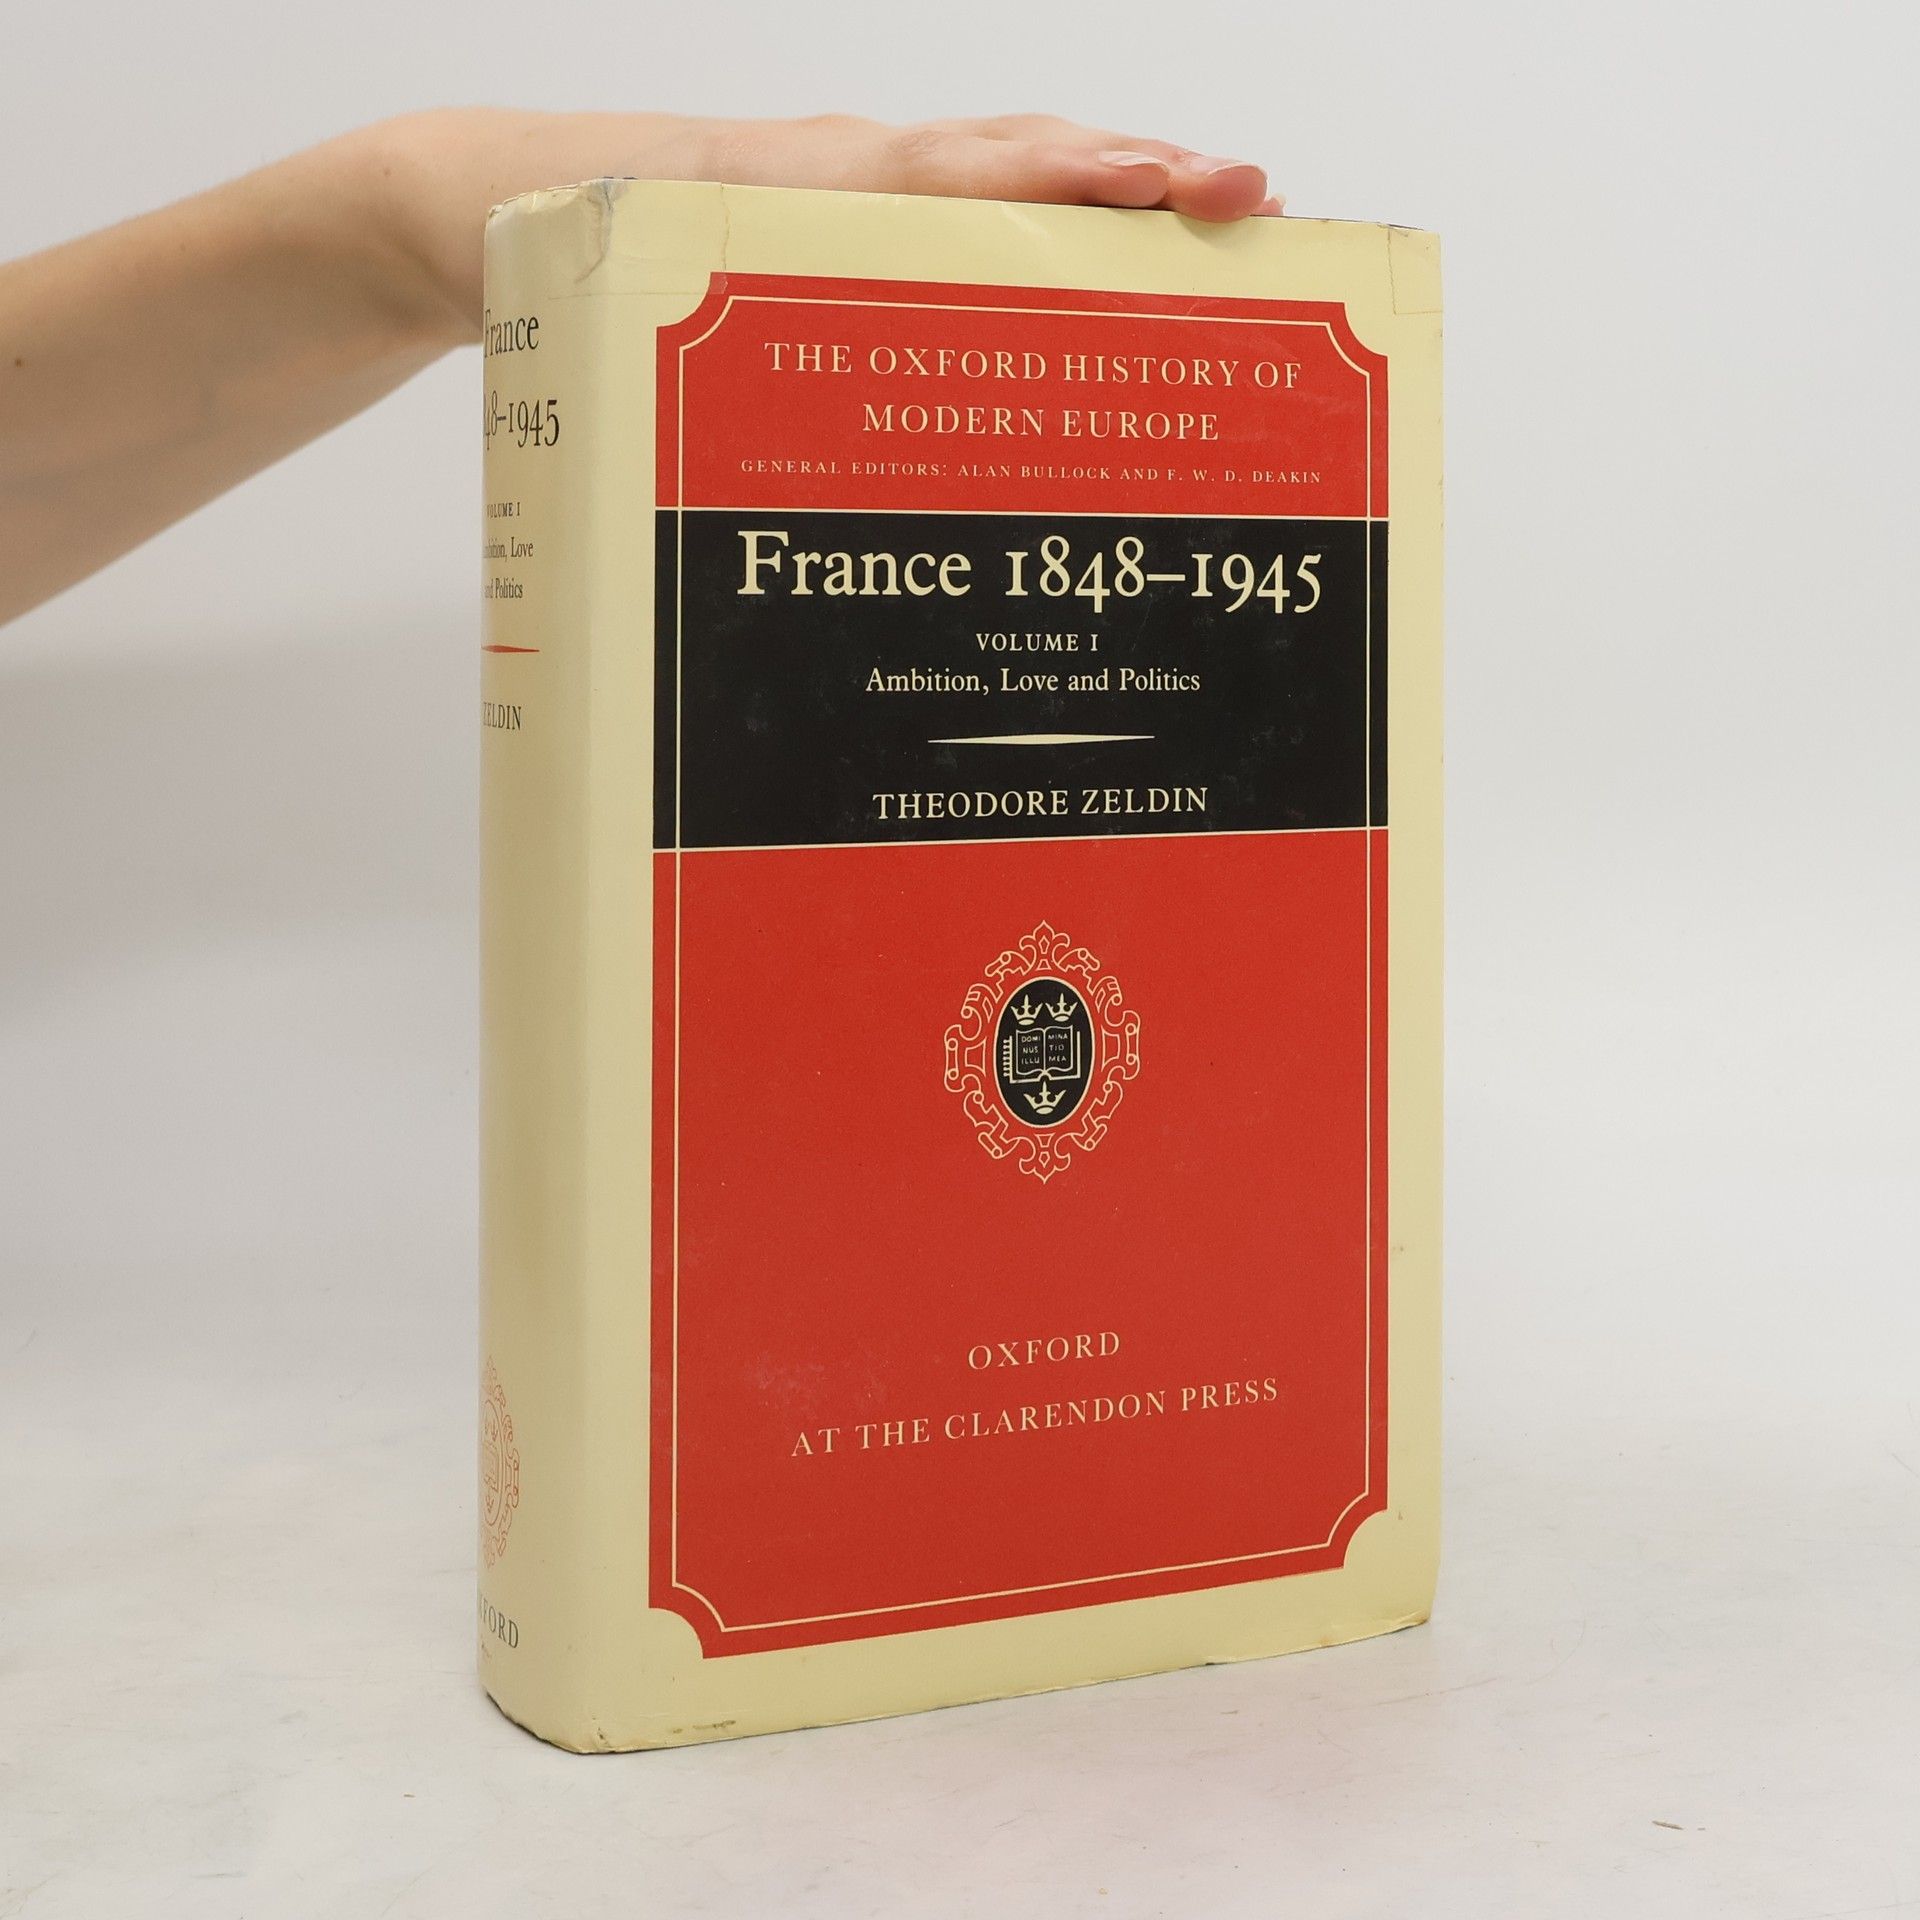 France
48–1945
VOLUME I
Love
and Politics
ZELDIN
OXFORD
THE OXFORD HISTORY OF
MODERN EUROPE
GENERAL EDITORS: ALAN BULLOCK AND F. W. D. DEAKIN
France 1848–1945
VOLUME I
Ambition, Love and Politics
THEODORE ZELDIN
DOMI MINA
NUS TIO
ILLU MEA
OXFORD
AT THE CLARENDON PRESS